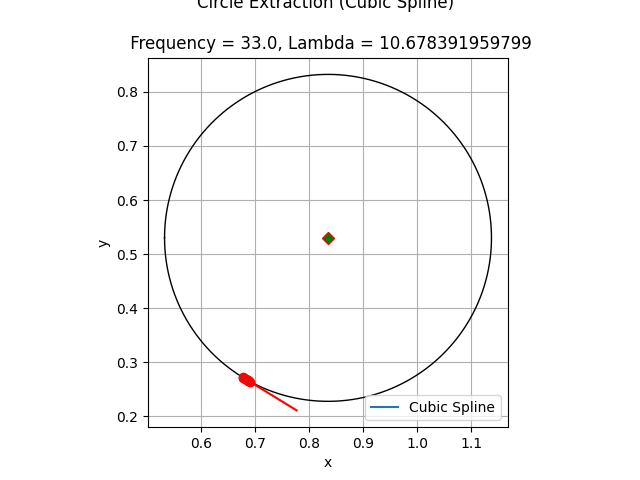 Circle Extraction (Cubic Spline)
Frequency = 33.0, Lambda = 10.678391959799
0.8
0.7
0.6
0.5
0.4
0.3
0.2
y
Cubic Spline
0.6 0.7 0.8 0.9 1.0 1.1
x